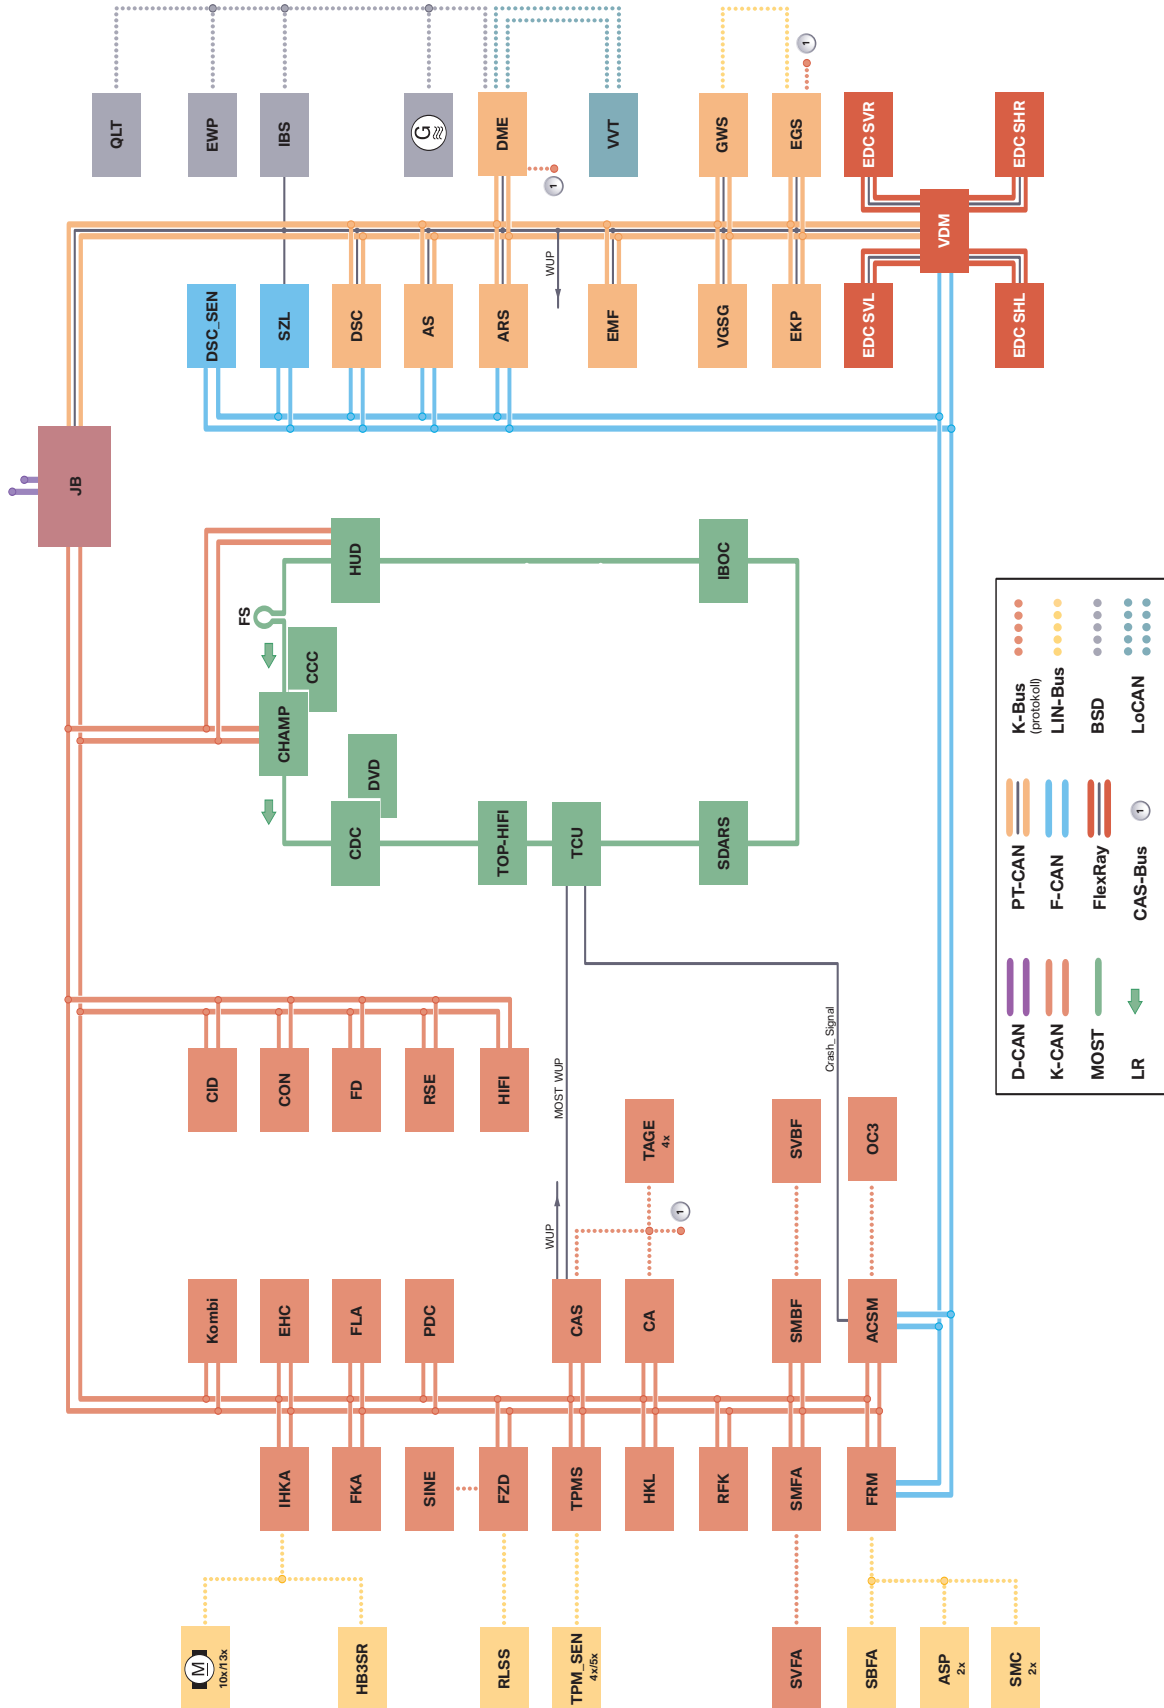 JB
QLT
M
10x/13x
CID
Kombi
DSC_SEN
EWP
FS
IHKA
EHC
CON
CHAMP
SZL
IBS
CCC
HB3SR
FKA
FLA
FD
CDC
HUD
DSC
DVD
SINE
PDC
RSE
AS
G
RLSS
FZD
HIFI
TOP-HIFI
ARS
DME
WUP
WUP
1
MOST WUP
TPM_SEN
4x/5x
TPMS
CAS
TCU
EMF
VVT
HKL
CA
TAGE
4x
1
RFK
SDARS
IBOC
VGSG
GWS
SVFA
SMFA
SMBF
SVBF
EKP
EGS
1
Crash_Signal
SBFA
FRM
ACSM
OC3
EDC SVL
EDC SVR
ASP
2x
VDM
SMC
2x
EDC SHL
EDC SHR
D-CAN
PT-CAN
K-Bus
(protokoll)
K-CAN
F-CAN
LIN-Bus
MOST
FlexRay
BSD
LR
CAS-Bus
1
LoCAN